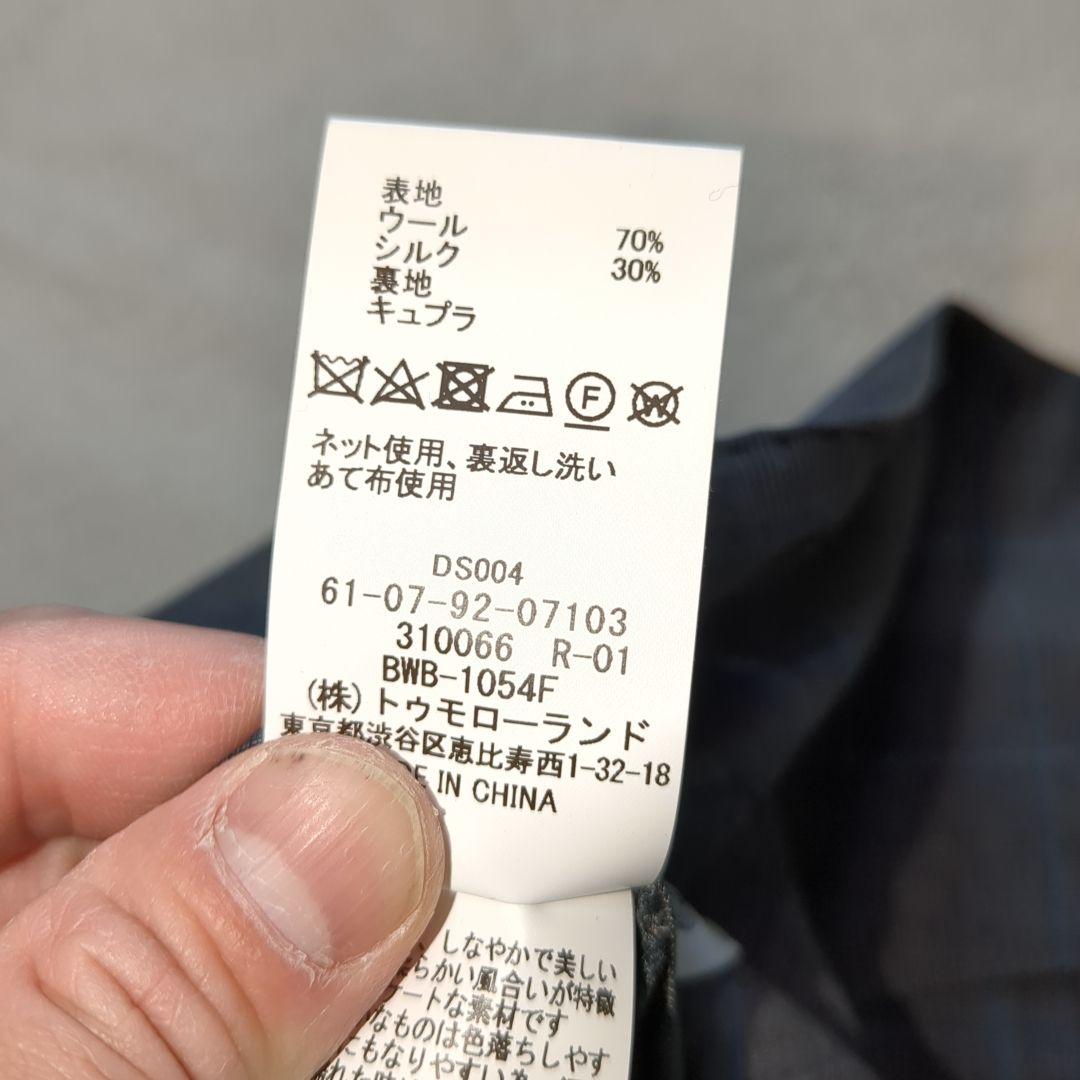 表地
ウール 70%
シルク 30%
裏地
キュプラ
F
W
ネット使用、裏返し洗い
あて布使用
DS004
61-07-92-07103
310066 R-01
BWB-1054F
(株)トゥモローランド
東京都渋谷区恵比寿西1-32-18
IN CHINA
しなやかで美しい
らかい風合いが特徴
ートな素材です
なものは色落ちしやす
にもなりやすい為